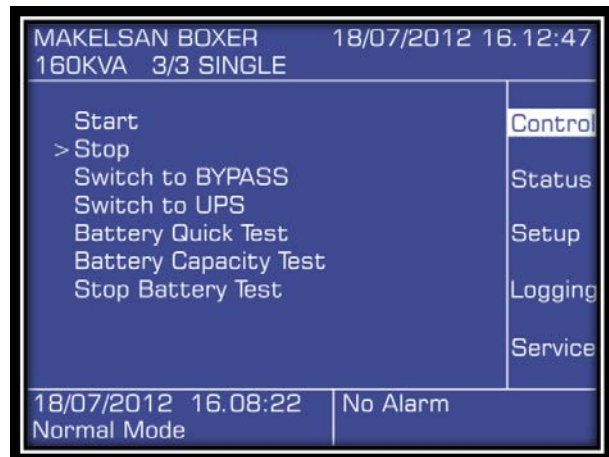 MAKELSAN BOXER 18/07/2012 16.12:47
160KVA 3/3 SINGLE
Start
> Stop
Switch to BYPASS
Switch to UPS
Battery Quick Test
Battery Capacity Test
Stop Battery Test
Control
Status
Setup
Logging
Service
18/07/2012 16.08:22
Normal Mode
No Alarm